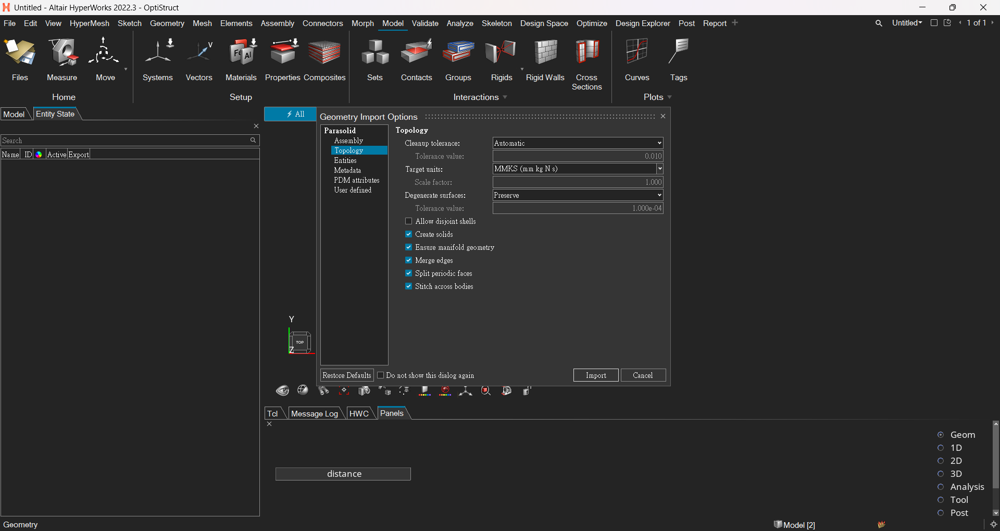 Untitled - Altair HyperWorks 2022.3 - OptiStruct
File Edit View HyperMesh Sketch Geometry Mesh Elements Assembly Connectors Morph Model Validate Analyze Skeleton Design Space Optimize Design Explorer Post Report
Untitled 1 of 1
Files Measure Move Systems Vectors Materials Properties Composites Sets Contacts Groups Rigids Rigid Walls Cross Sections Curves Tags
Home Setup Interactions Plots
Model Entity State
All
Search
Name ID Active Export
Geometry Import Options
Parasolid
Assembly
Topology
Entities
Metadata
PDM attributes
User defined
Topology
Cleanup tolerance: Automatic
Tolerance value: 0.010
Target units: MMKS (mm kg N s)
Scale factor: 1.000
Degenerate surfaces: Preserve
Tolerance value: 1.000e-04
Allow disjoint shells
Create solids
Ensure manifold geometry
Merge edges
Split periodic faces
Stitch across bodies
Y
TOP
Z
Restore Defaults Do not show this dialog again Import Cancel
Tcl Message Log HWC Panels
distance
Geom
1D
2D
3D
Analysis
Tool
Post
Geometry
Model [2]